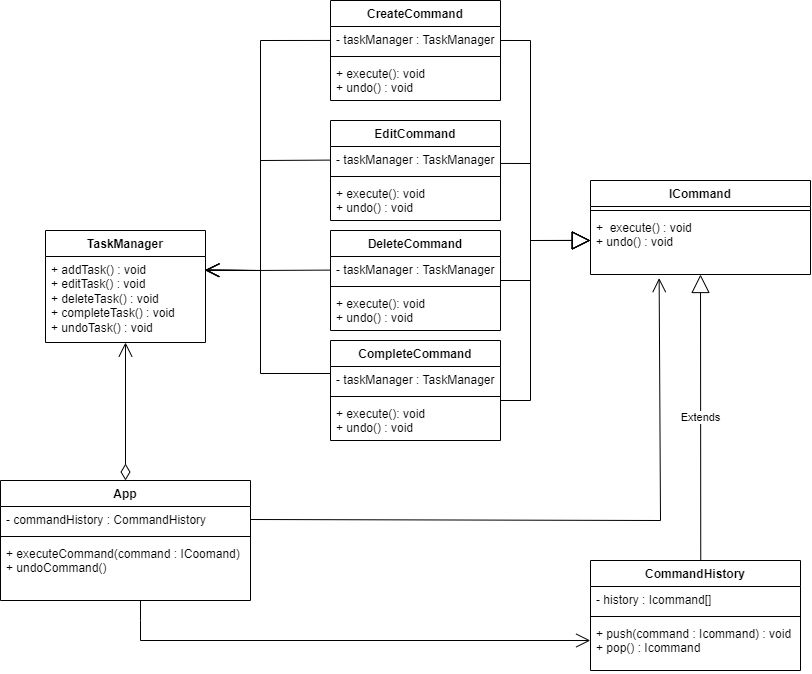 CreateCommand
- taskManager : TaskManager
+ execute(): void
+ undo() : void
EditCommand
- taskManager : TaskManager
+ execute(): void
+ undo() : void
ICommand
+  execute() : void
+ undo() : void
TaskManager
+ addTask() : void
+ editTask() : void
+ deleteTask() : void
+ completeTask() : void
+ undoTask() : void
DeleteCommand
- taskManager : TaskManager
+ execute(): void
+ undo() : void
CompleteCommand
- taskManager : TaskManager
+ execute(): void
+ undo() : void
Extends
App
- commandHistory : CommandHistory
+ executeCommand(command : ICoomand)
+ undoCommand()
CommandHistory
- history : Icommand[]
+ push(command : Icommand) : void
+ pop() : Icommand